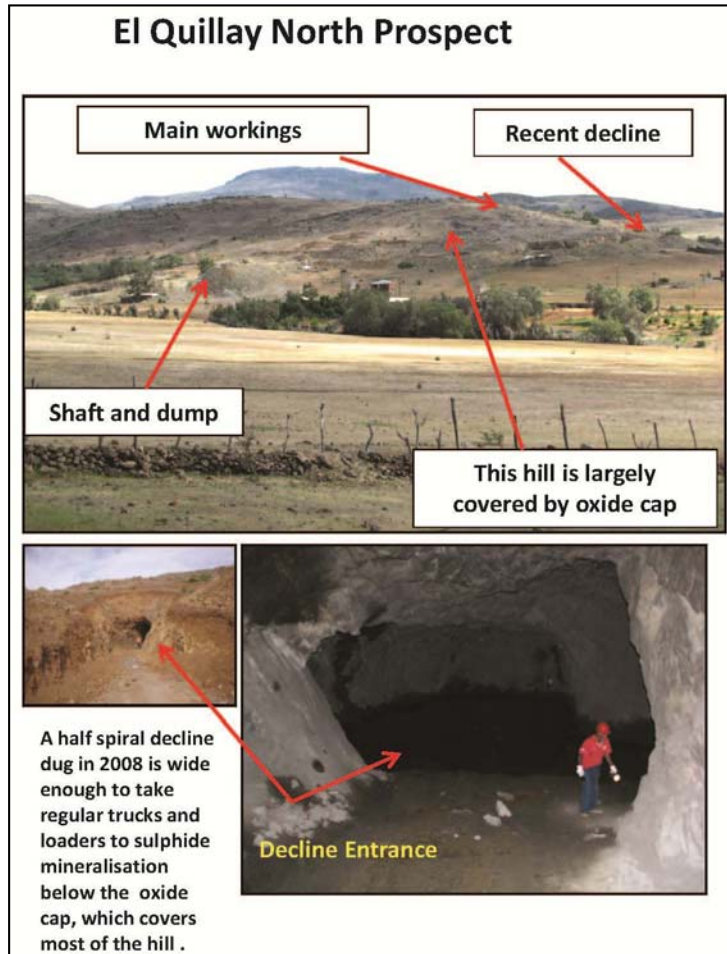 El Quillay North Prospect
Main workings
Recent decline
Shaft and dump
This hill is largely
covered by oxide cap
A half spiral decline
dug in 2008 is wide
enough to take
regular trucks and
loaders to sulphide
mineralisation
below the oxide
cap, which covers
most of the hill .
Decline Entrance